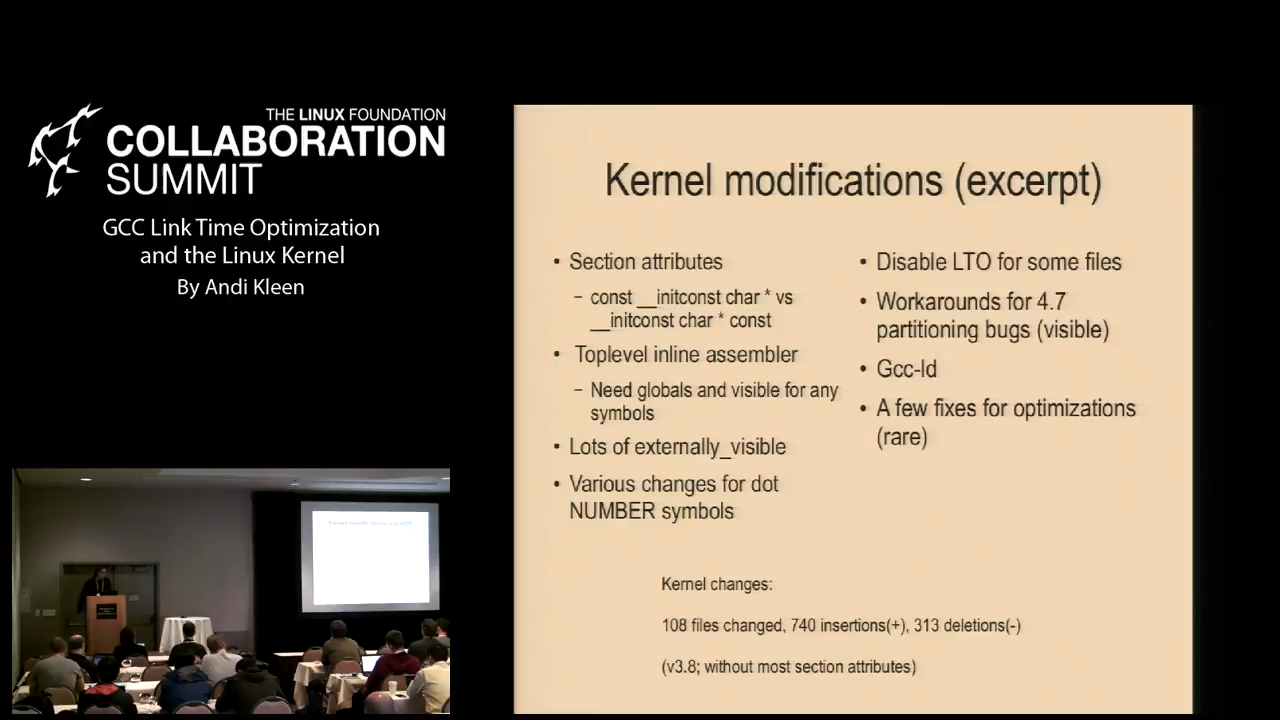 THE LINUX FOUNDATION
COLLABORATION
SUMMIT
GCC Link Time Optimization
and the Linux Kernel
By Andi Kleen
Kernel modifications (excerpt)
• Section attributes
– const __initconst char * vs
__initconst char * const
• Toplevel inline assembler
– Need globals and visible for any
symbols
• Lots of externally_visible
• Various changes for dot
NUMBER symbols
• Disable LTO for some files
• Workarounds for 4.7
partitioning bugs (visible)
• Gcc-ld
• A few fixes for optimizations
(rare)
Kernel changes:
108 files changed, 740 insertions(+), 313 deletions(-)
(v3.8; without most section attributes)
Kernel modifications (excerpt)